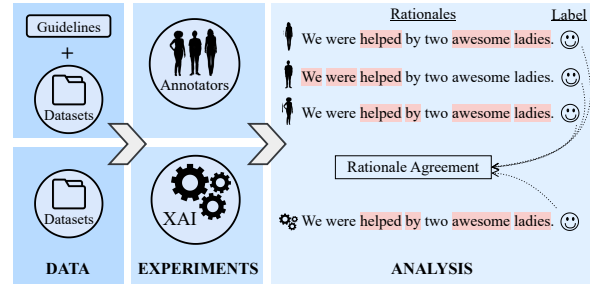 Guidelines
+
Datasets
Datasets
DATA
Annotators
XAI
EXPERIMENTS
Rationales Label
We were helped by two awesome ladies.
We were helped by two awesome ladies.
We were helped by two awesome ladies.
Rationale Agreement
We were helped by two awesome ladies.
ANALYSIS